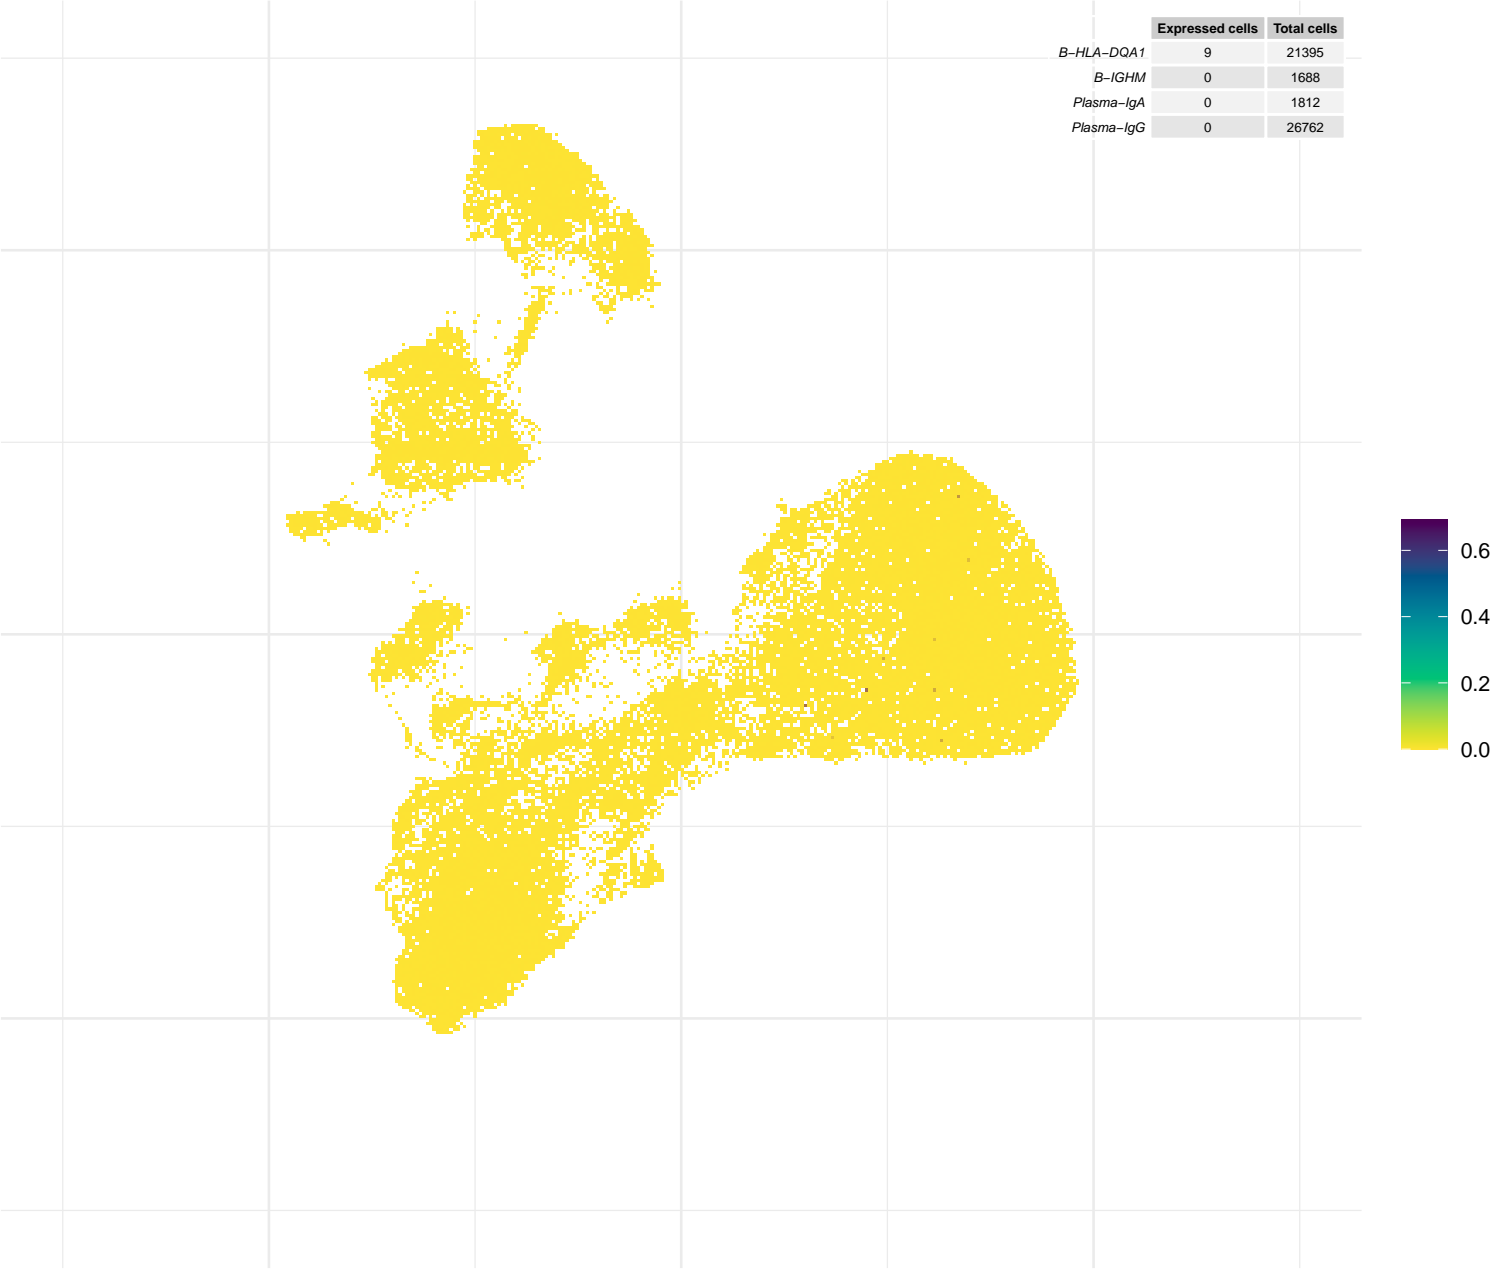 Expressed cells Total cells
B−HLA−DQA1 9 21395
B−IGHM 0 1688
Plasma−IgA 0 1812
Plasma−IgG 0 26762
0.6
0.4
0.2
0.0